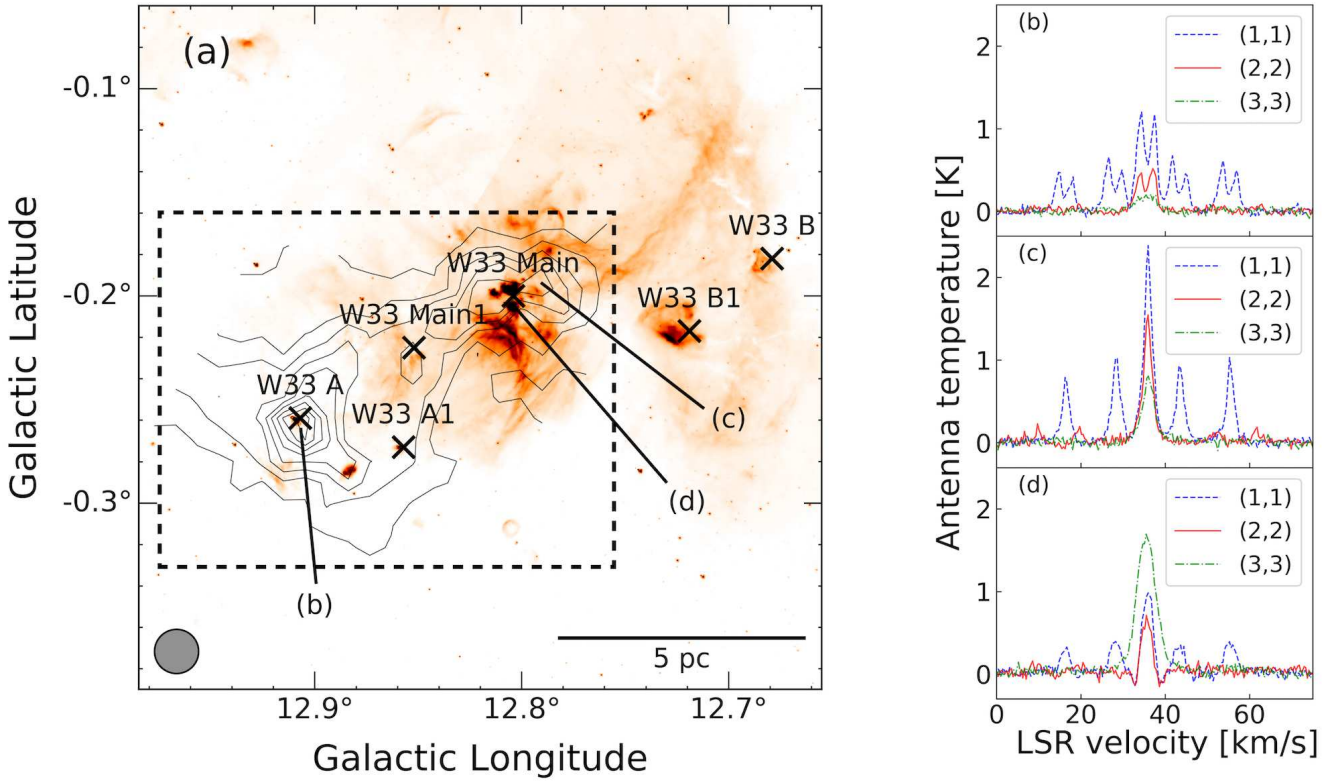 (a)
Galactic Latitude
-0.1°
-0.2°
-0.3°
W33 B
W33 Main
W33 B1
W33 Main1
W33 A
W33 A1
(c)
(d)
(b)
5 pc
12.9°
12.8°
12.7°
Galactic Longitude
Antenna temperature [K]
(b)
(1,1)
(2,2)
(3,3)
2
1
0
(c)
(1,1)
(2,2)
(3,3)
2
1
0
(d)
(1,1)
(2,2)
(3,3)
2
1
0
0
20
40
60
LSR velocity [km/s]